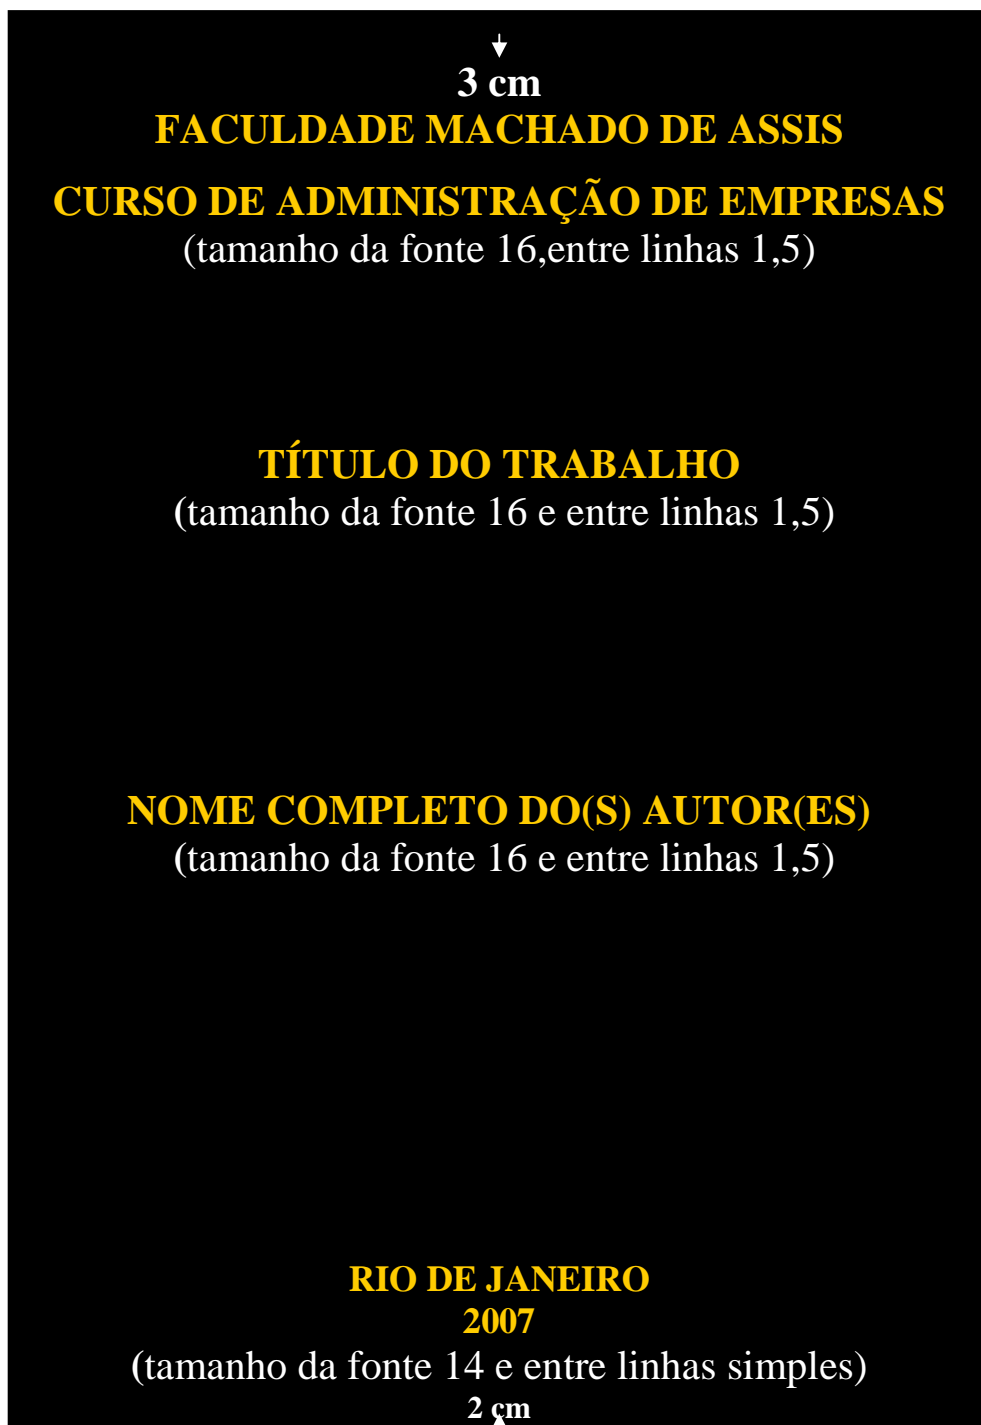 3 cm
FACULDADE MACHADO DE ASSIS
CURSO DE ADMINISTRAÇÃO DE EMPRESAS
(tamanho da fonte 16,entre linhas 1,5)
TÍTULO DO TRABALHO
(tamanho da fonte 16 e entre linhas 1,5)
NOME COMPLETO DO(S) AUTOR(ES)
(tamanho da fonte 16 e entre linhas 1,5)
RIO DE JANEIRO
2007
(tamanho da fonte 14 e entre linhas simples)
2 cm